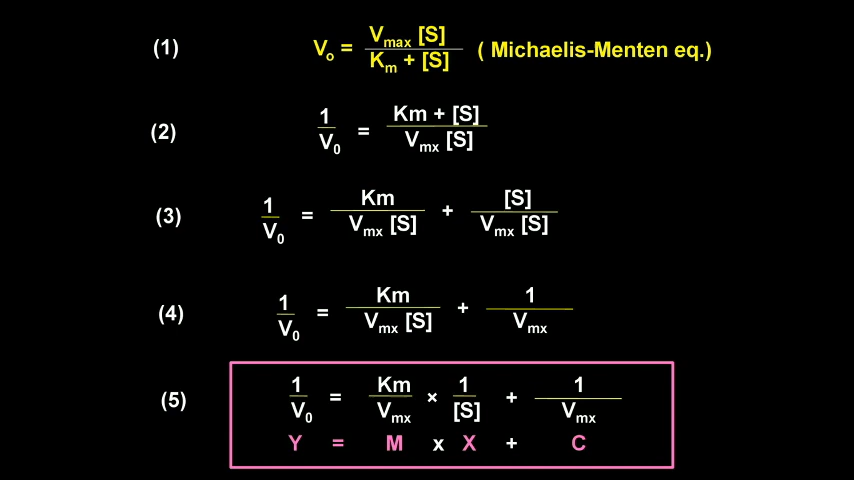 (1) V₀ = Vmax [S] / Km + [S] ( Michaelis-Menten eq.)
(2) 1 / V₀ = Km + [S] / Vmx [S]
(3) 1 / V₀ = Km / Vmx [S] + [S] / Vmx [S]
(4) 1 / V₀ = Km / Vmx [S] + 1 / Vmx
(5) 1 / V₀ = Km / Vmx × 1 / [S] + 1 / Vmx
Y = M x X + C